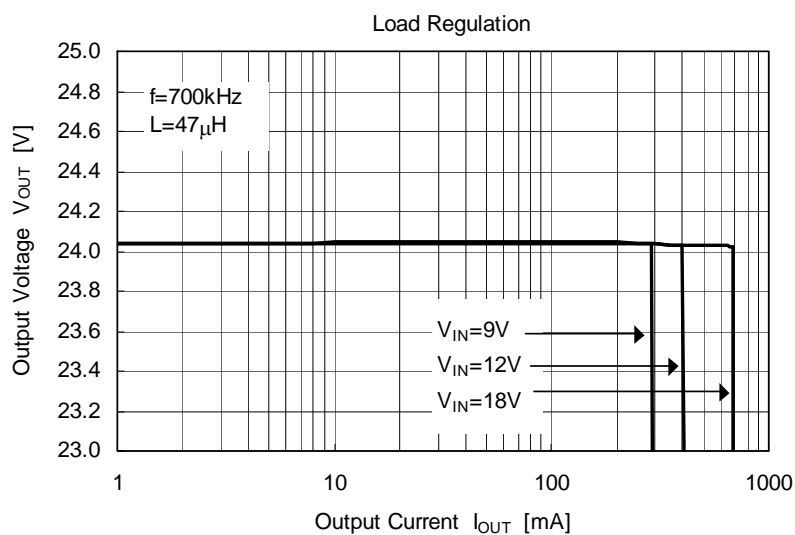 Load Regulation
25.0
24.8
24.6
24.4
24.2
24.0
23.8
23.6
23.4
23.2
23.0
Output Voltage VOUT [V]
f=700kHz
L=47µH
VIN=9V
VIN=12V
VIN=18V
1
10
100
1000
Output Current IOUT [mA]